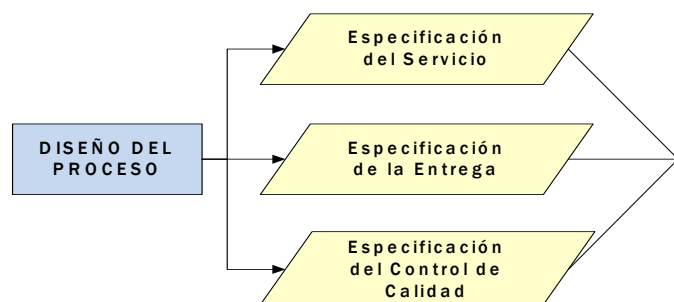 Especificación
del Servicio
DISEÑO DEL
PROCESO
Especificación
de la Entrega
Especificación
del Control de
Calidad